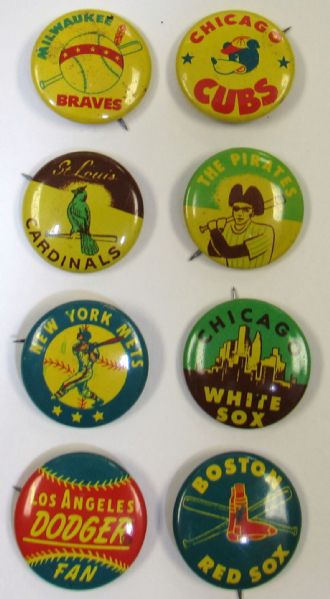 MILWAUKEE
BRAVES
CHICAGO
CUBS
St. Louis
CARDINALS
THE PIRATES
NEW YORK METS
CHICAGO
WHITE
SOX
LOS ANGELES
DODGER
FAN
BOSTON
RED SOX